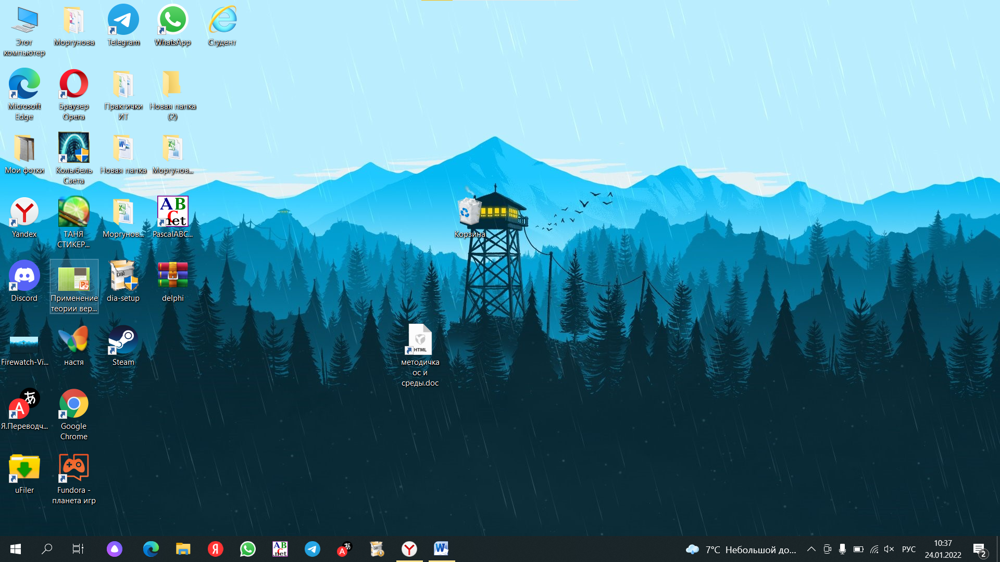 Этот
компьютер
Моргунова
Telegram
WhatsApp
Студент
Microsoft
Edge
Браузер
Opera
Практички
ИТ
Новая папка
(2)
Мои фотки
Колыбель
Света
Новая папка
Моргунов...
Yandex
ТАНЯ
СТИКЕР...
Моргунов...
PascalABC...
Корзина
Discord
Применение
теории вер...
dia-setup
delphi
Firewatch-Vi...
настя
Steam
HTML
методичка
ос и
среды.doc
Я.Переводч...
Google
Chrome
uFiler
Fundora -
планета игр
7°C Небольшой до...
РУС
10:37
24.01.2022
2